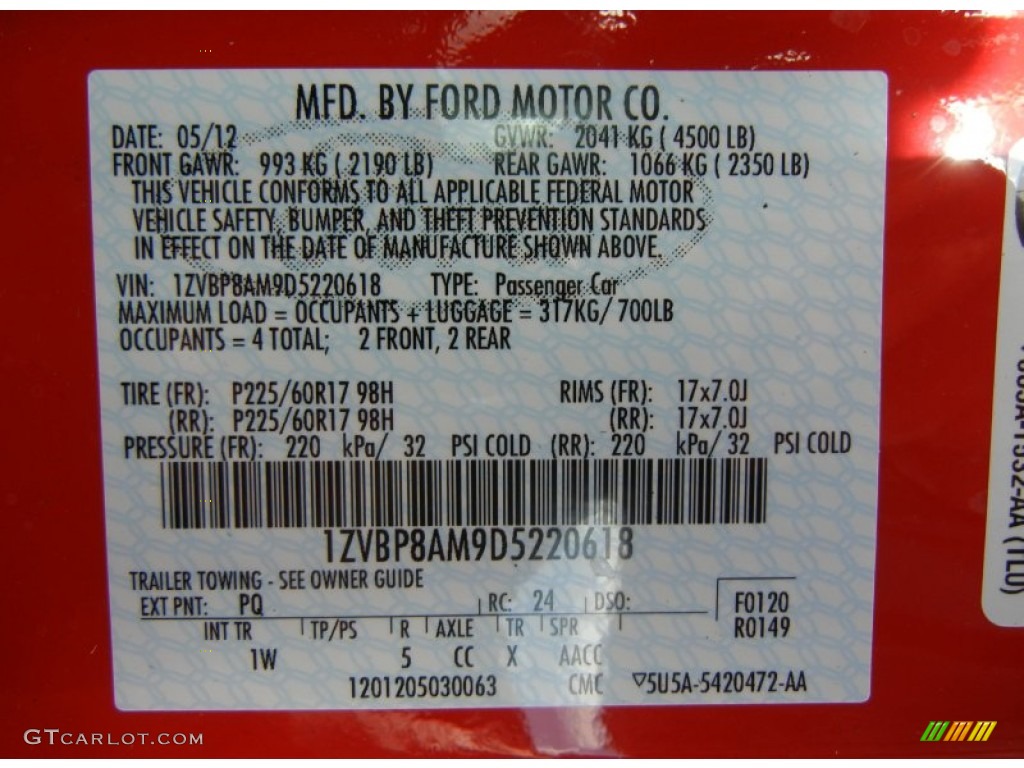 MFD. BY FORD MOTOR CO.
DATE: 05/12 GVWR: 2041 KG ( 4500 LB)
FRONT GAWR: 993 KG ( 2190 LB) REAR GAWR: 1066 KG ( 2350 LB)
THIS VEHICLE CONFORMS TO ALL APPLICABLE FEDERAL MOTOR
VEHICLE SAFETY, BUMPER, AND THEFT PREVENTION STANDARDS
IN EFFECT ON THE DATE OF MANUFACTURE SHOWN ABOVE.
VIN: 1ZVBP8AM9D5220618 TYPE: Passenger Car
MAXIMUM LOAD = OCCUPANTS + LUGGAGE = 317KG/ 700LB
OCCUPANTS = 4 TOTAL; 2 FRONT, 2 REAR
TIRE (FR): P225/60R17 98H RIMS (FR): 17x7.0J
(RR): P225/60R17 98H (RR): 17x7.0J
PRESSURE (FR): 220 kPa/ 32 PSI COLD (RR): 220 kPa/ 32 PSI COLD
1ZVBP8AM9D5220618
TRAILER TOWING - SEE OWNER GUIDE
EXT PNT: PQ RC: 24 DSO: F0120
INT TR TP/PS R AXLE TR SPR R0149
1W 5 CC X AACC
1201205030063 CMC ▽5U5A-5420472-AA
GTCARLOT.COM